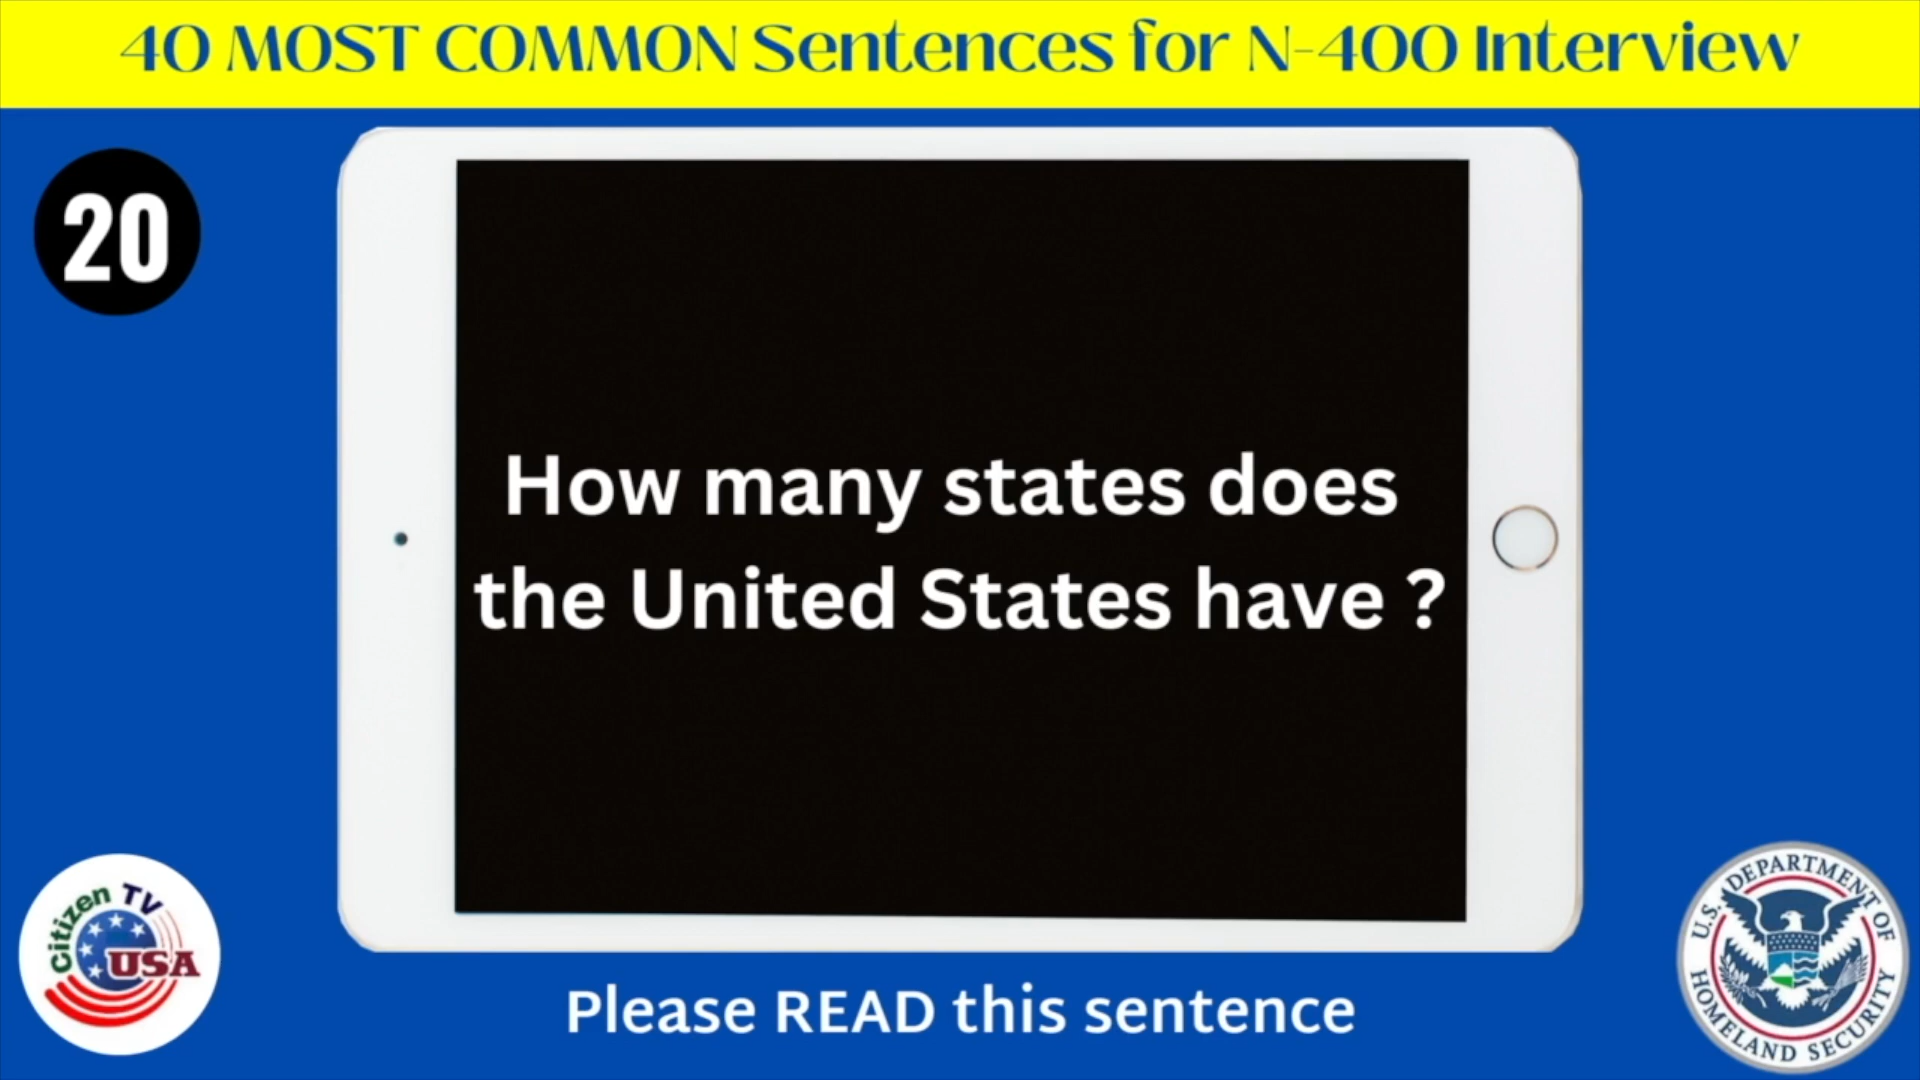 40 MOST COMMON Sentences for N-400 Interview
20
How many states does
the United States have ?
Citizen TV
USA
Please READ this sentence
U.S. DEPARTMENT OF
HOMELAND SECURITY